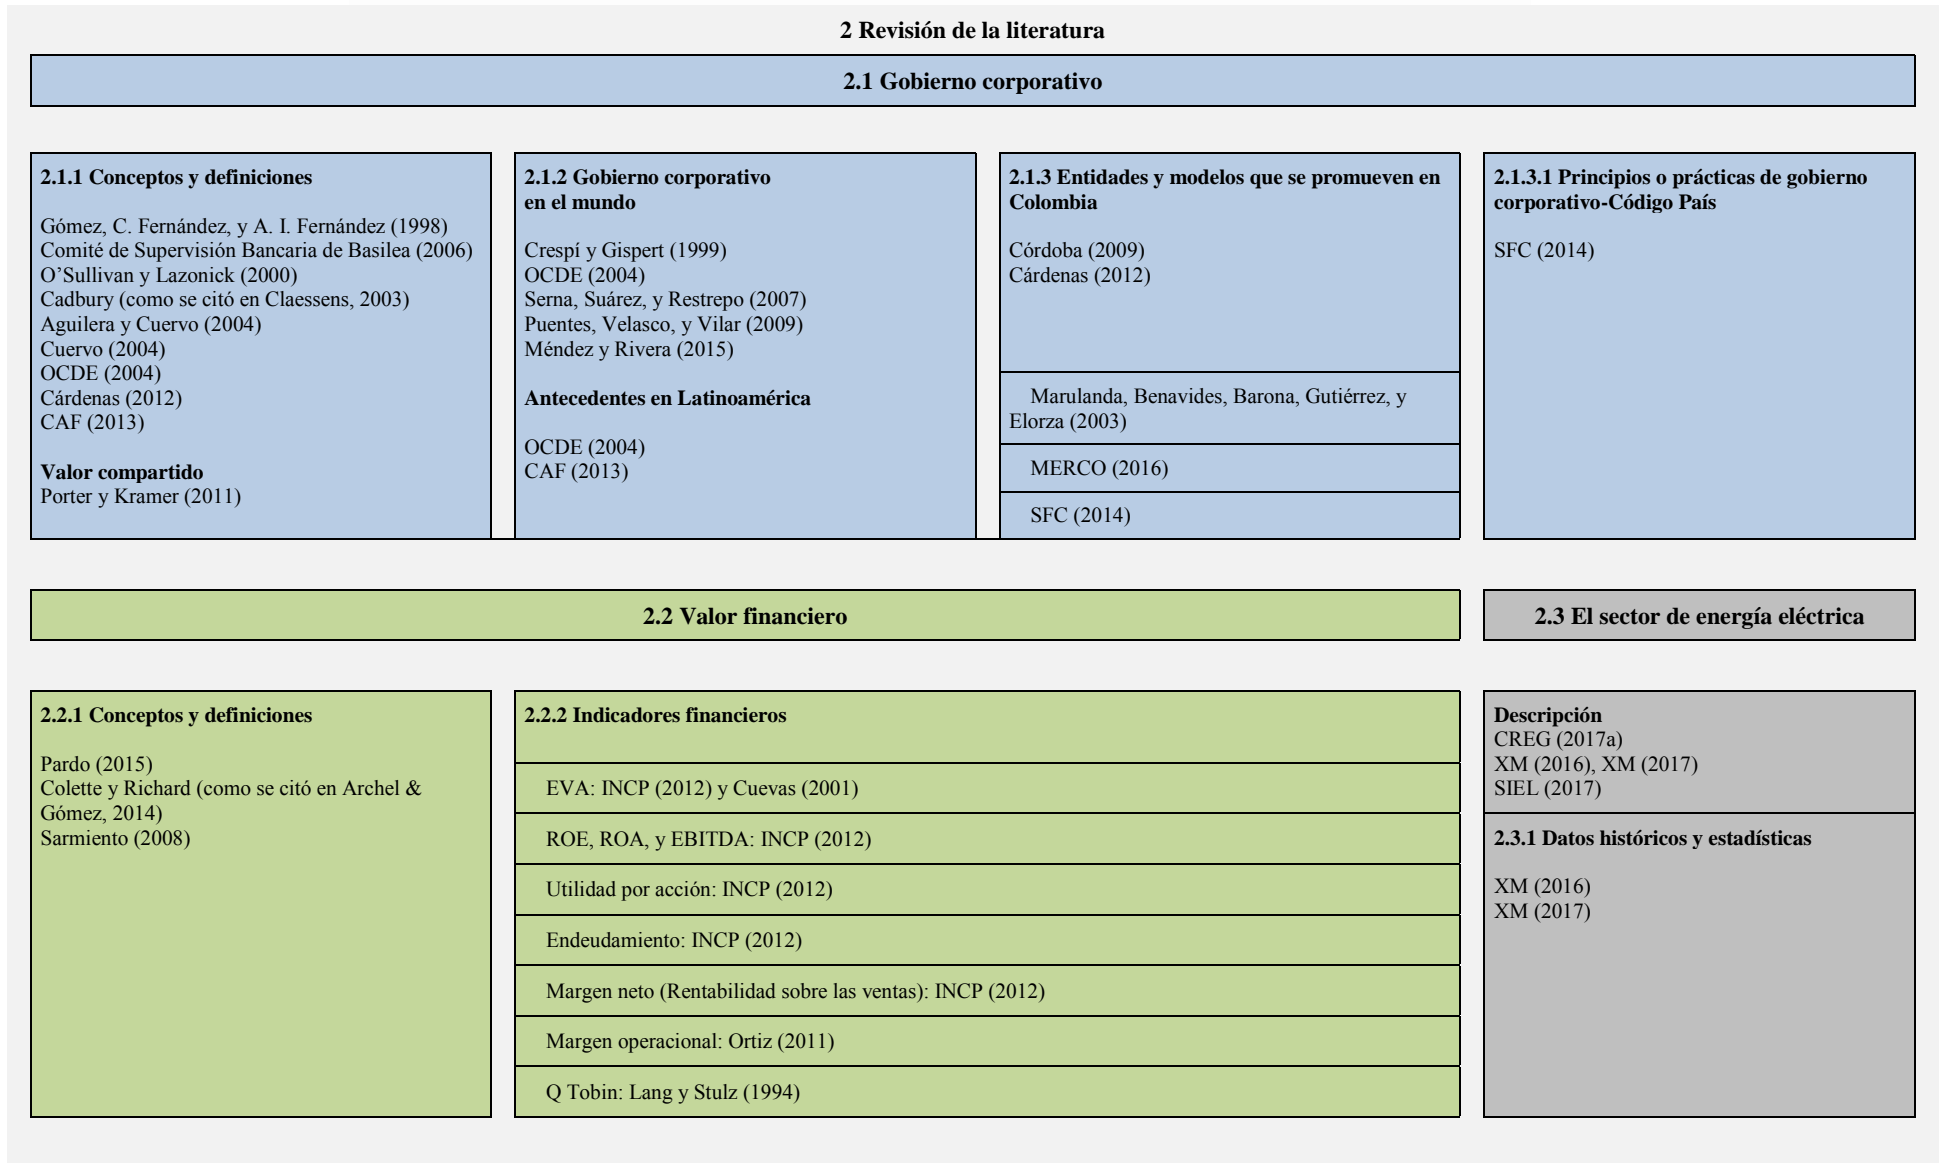 2 Revisión de la literatura
2.1 Gobierno corporativo
2.1.1 Conceptos y definiciones
Gómez, C. Fernández, y A. I. Fernández (1998)
Comité de Supervisión Bancaria de Basilea (2006)
O’Sullivan y Lazonick (2000)
Cadbury (como se citó en Claessens, 2003)
Aguilera y Cuervo (2004)
Cuervo (2004)
OCDE (2004)
Cárdenas (2012)
CAF (2013)
Valor compartido
Porter y Kramer (2011)
2.1.2 Gobierno corporativo
en el mundo
Crespí y Gispert (1999)
OCDE (2004)
Serna, Suárez, y Restrepo (2007)
Puentes, Velasco, y Vilar (2009)
Méndez y Rivera (2015)
Antecedentes en Latinoamérica
OCDE (2004)
CAF (2013)
2.1.3 Entidades y modelos que se promueven en
Colombia
Córdoba (2009)
Cárdenas (2012)
Marulanda, Benavides, Barona, Gutiérrez, y
Elorza (2003)
MERCO (2016)
SFC (2014)
2.1.3.1 Principios o prácticas de gobierno
corporativo-Código País
SFC (2014)
2.2 Valor financiero
2.2.1 Conceptos y definiciones
Pardo (2015)
Colette y Richard (como se citó en Archel &
Gómez, 2014)
Sarmiento (2008)
2.2.2 Indicadores financieros
EVA: INCP (2012) y Cuevas (2001)
ROE, ROA, y EBITDA: INCP (2012)
Utilidad por acción: INCP (2012)
Endeudamiento: INCP (2012)
Margen neto (Rentabilidad sobre las ventas): INCP (2012)
Margen operacional: Ortiz (2011)
Q Tobin: Lang y Stulz (1994)
2.3 El sector de energía eléctrica
Descripción
CREG (2017a)
XM (2016), XM (2017)
SIEL (2017)
2.3.1 Datos históricos y estadísticas
XM (2016)
XM (2017)